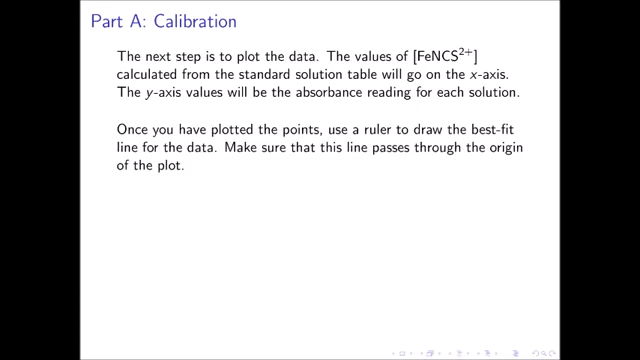 Part A: Calibration
The next step is to plot the data. The values of [FeNCS²⁺]
calculated from the standard solution table will go on the x-axis.
The y-axis values will be the absorbance reading for each solution.
Once you have plotted the points, use a ruler to draw the best-fit
line for the data. Make sure that this line passes through the origin
of the plot.